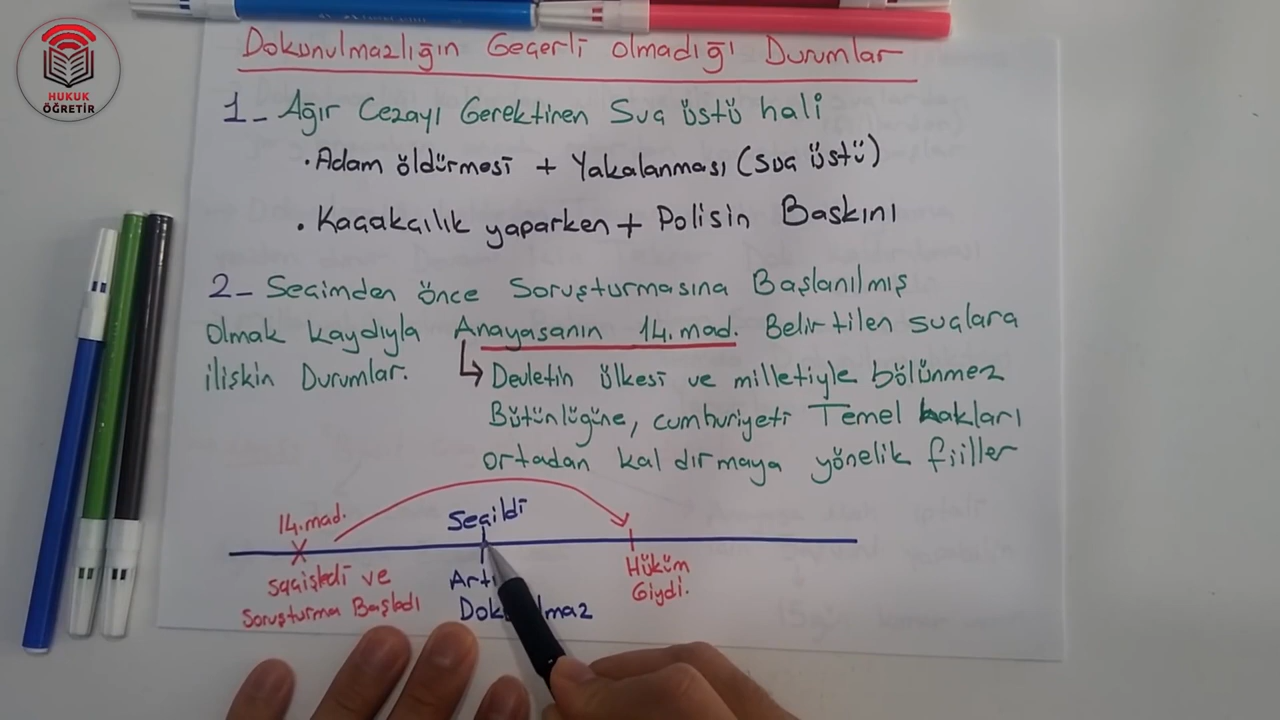 HUKUK
ÖĞRETİR
Dokunulmazlığın Geçerli Olmadığı Durumlar
1- Ağır Cezayı Gerektiren Suç üstü hali
• Adam öldürmesi + Yakalanması (suç üstü)
• Kaçakçılık yaparken + Polisin Baskını
2- Seçimden önce Soruşturmasına Başlanılmış
olmak kaydıyla Anayasanın 14.mad. Belirtilen suçlara
ilişkin Durumlar.
Devletin ülkesi ve milletiyle bölünmez
Bütünlüğüne, cumhuriyeti Temel hakları
ortadan kaldırmaya yönelik fiiller
14.mad.
Seçildi
Suç işledi ve
Soruşturma Başladı
Hüküm
Giydi.